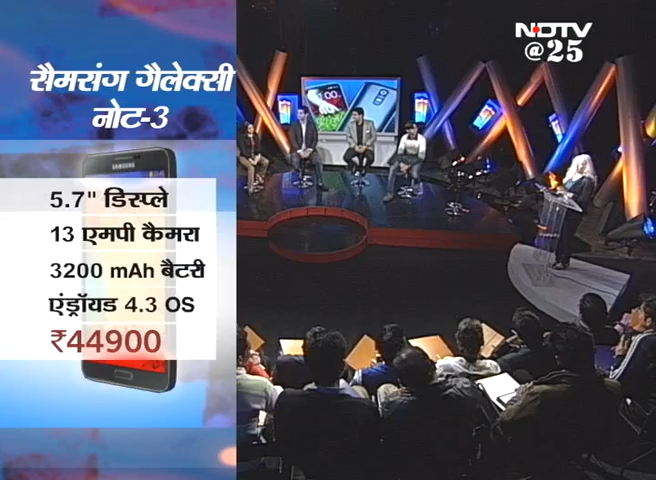 NDTV
@25
सैमसंग गैलेक्सी
नोट-3
SAMSUNG
5.7" डिस्प्ले
13 एमपी कैमरा
3200 mAh बैटरी
एंड्रॉयड 4.3 OS
₹44900